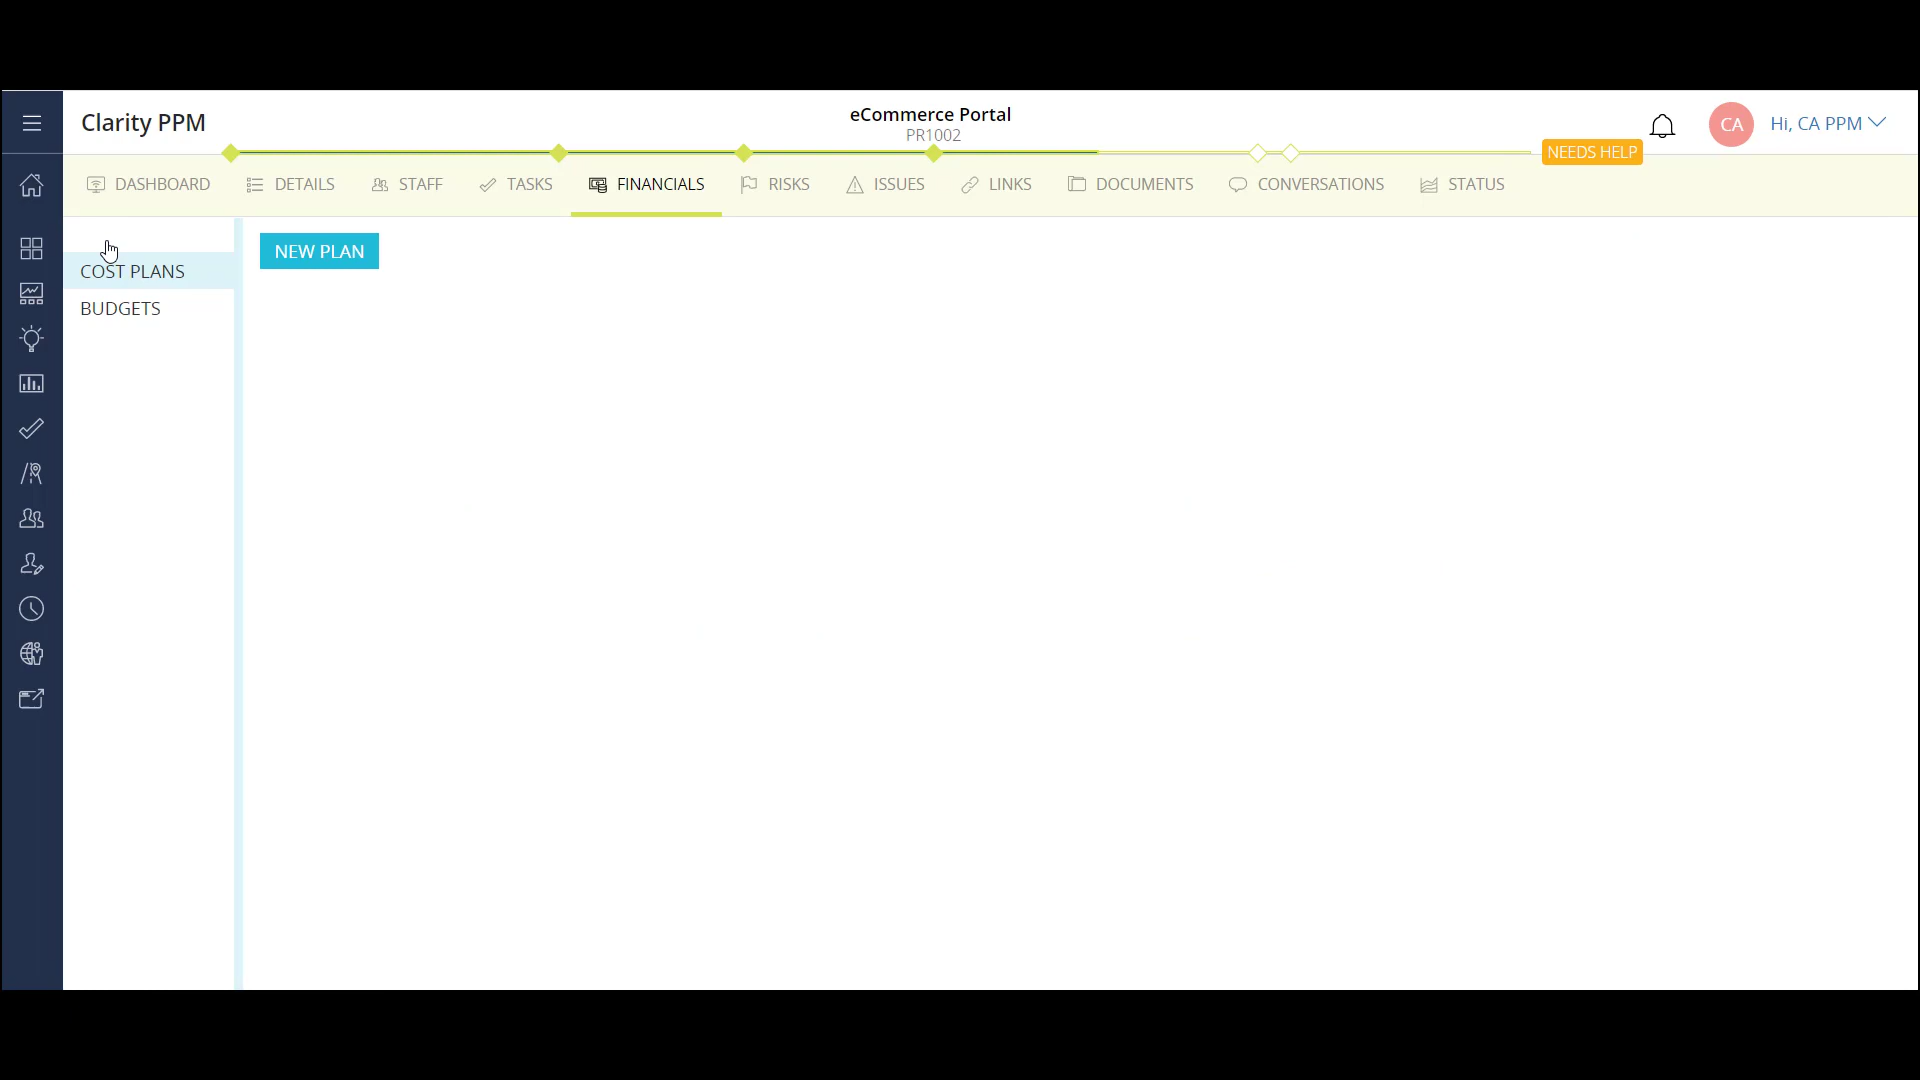 Clarity PPM
eCommerce Portal
PR1002
CA
Hi, CA PPM
NEEDS HELP
DASHBOARD
DETAILS
STAFF
TASKS
FINANCIALS
RISKS
ISSUES
LINKS
DOCUMENTS
CONVERSATIONS
STATUS
COST PLANS
BUDGETS
NEW PLAN